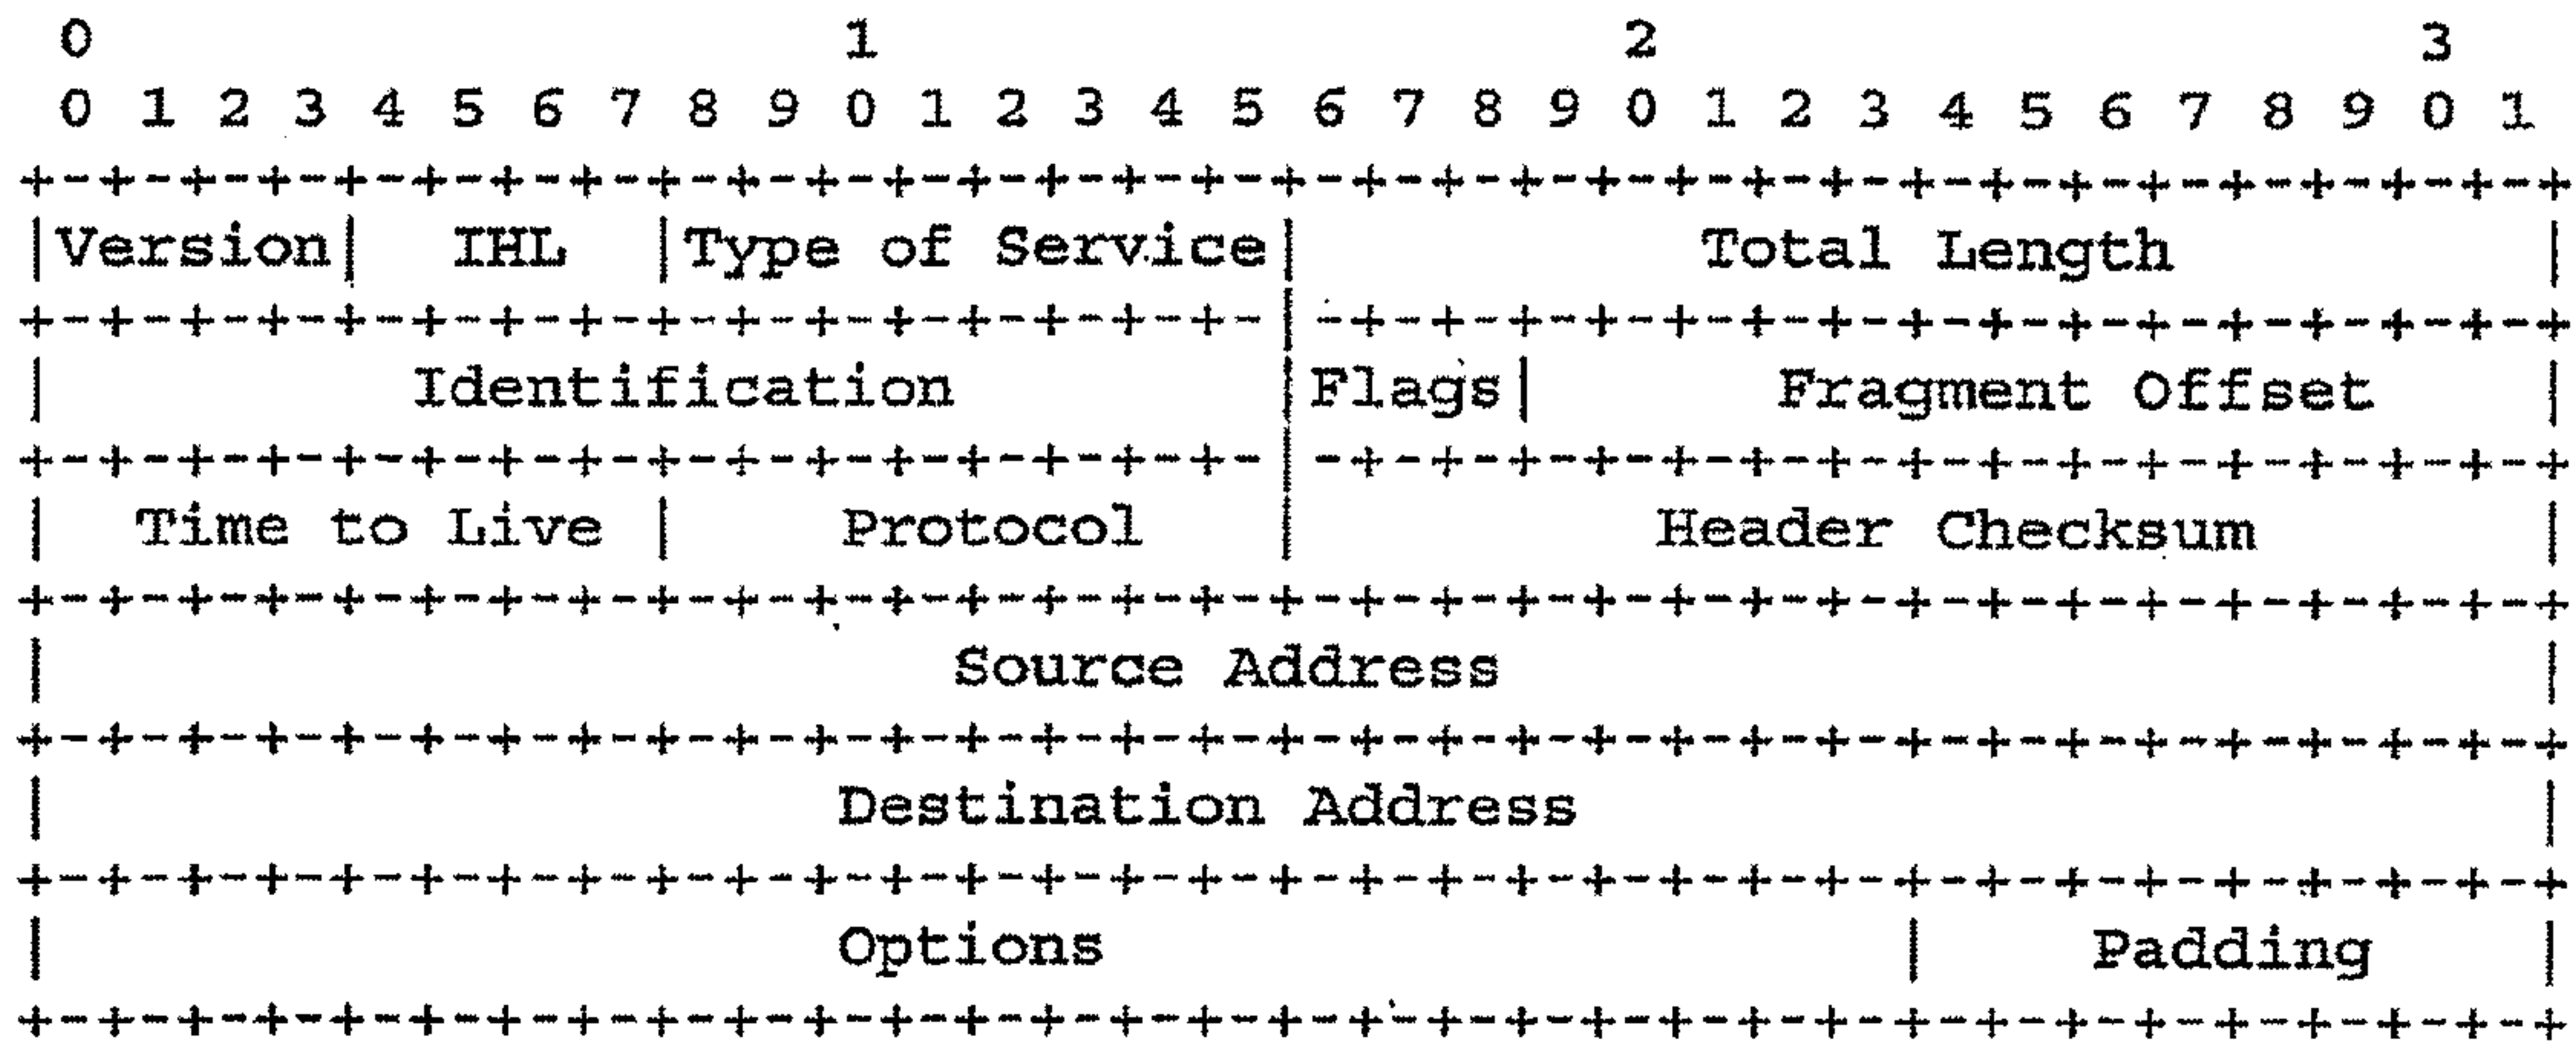 0                   1                   2                   3
 0 1 2 3 4 5 6 7 8 9 0 1 2 3 4 5 6 7 8 9 0 1 2 3 4 5 6 7 8 9 0 1
+-+-+-+-+-+-+-+-+-+-+-+-+-+-+-+-+-+-+-+-+-+-+-+-+-+-+-+-+-+-+-+-+
|Version|  IHL  |Type of Service|          Total Length         |
+-+-+-+-+-+-+-+-+-+-+-+-+-+-+-+-|-+-+-+-+-+-+-+-+-+-+-+-+-+-+-+-+
|         Identification        |Flags|      Fragment Offset    |
+-+-+-+-+-+-+-+-+-+-+-+-+-+-+-+-|-+-+-+-+-+-+-+-+-+-+-+-+-+-+-+-+
|  Time to Live |    Protocol   |         Header Checksum       |
+-+-+-+-+-+-+-+-+-+-+-+-+-+-+-+-+-+-+-+-+-+-+-+-+-+-+-+-+-+-+-+-+
|                       Source Address                          |
+-+-+-+-+-+-+-+-+-+-+-+-+-+-+-+-+-+-+-+-+-+-+-+-+-+-+-+-+-+-+-+-+
|                    Destination Address                        |
+-+-+-+-+-+-+-+-+-+-+-+-+-+-+-+-+-+-+-+-+-+-+-+-+-+-+-+-+-+-+-+-+
|                    Options                    |    Padding    |
+-+-+-+-+-+-+-+-+-+-+-+-+-+-+-+-+-+-+-+-+-+-+-+-+-+-+-+-+-+-+-+-+